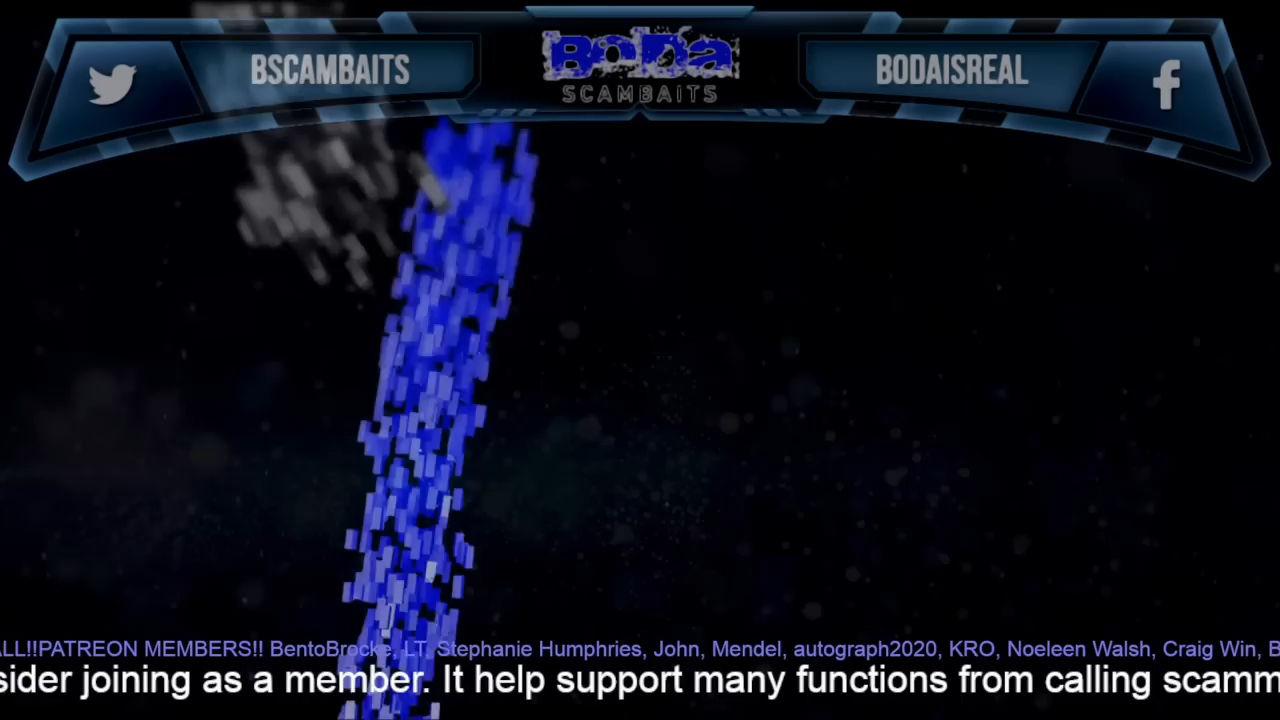 BSCAMBAITS
BoDa
SCAMBAITS
BODAISREAL
ALL!!PATREON MEMBERS!! BentoBrocke, LT, Stephanie Humphries, John, Mendel, autograph2020, KRO, Noeleen Walsh, Craig Win, B
sider joining as a member. It help support many functions from calling scamm